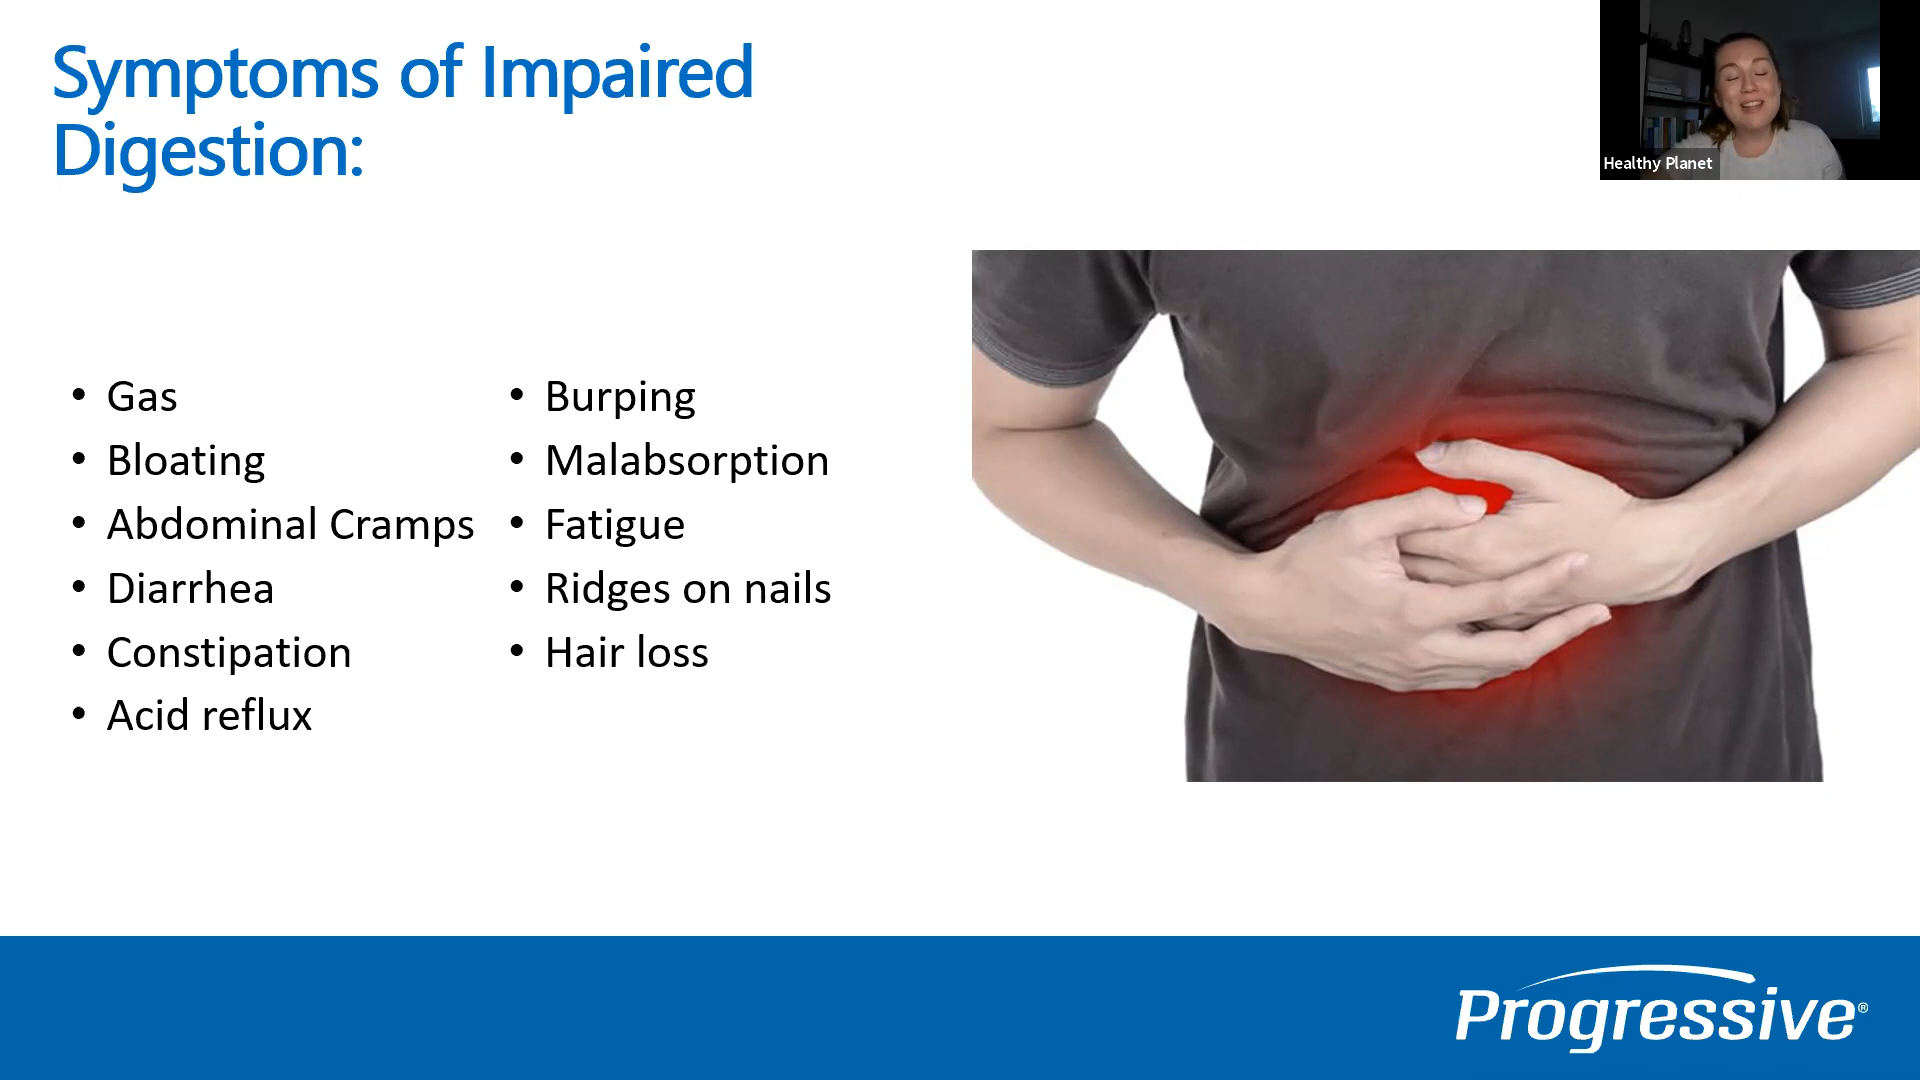 Symptoms of Impaired
Digestion:
• Gas
• Bloating
• Abdominal Cramps
• Diarrhea
• Constipation
• Acid reflux
• Burping
• Malabsorption
• Fatigue
• Ridges on nails
• Hair loss
Healthy Planet
Progressive®